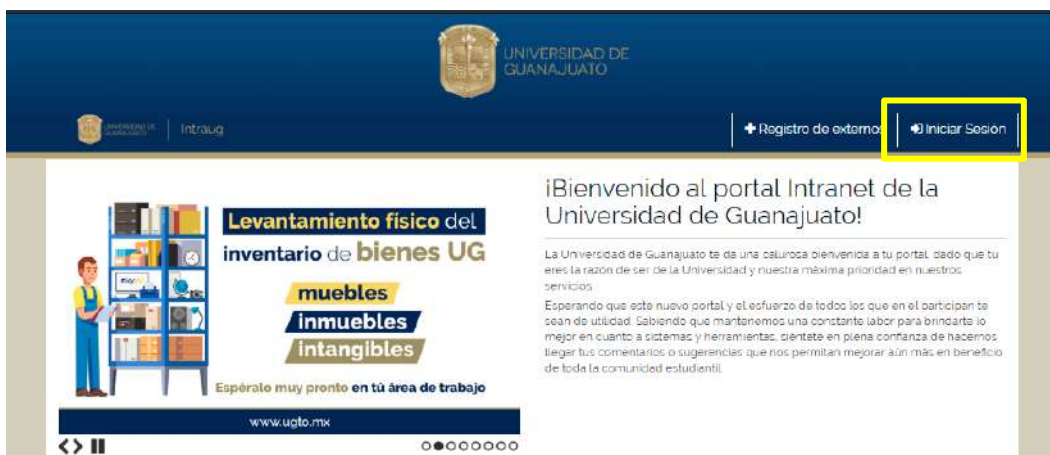 UNIVERSIDAD DE
GUANAJUATO
UNIVERSIDAD DE
GUANAJUATO
Intraug
Registro de externos
Iniciar Sesión
Levantamiento físico del
inventario de bienes UG
muebles
inmuebles
intangibles
Espéralo muy pronto en tú área de trabajo
www.ugto.mx
¡Bienvenido al portal Intranet de la
Universidad de Guanajuato!
La Universidad de Guanajuato te da una calurosa bienvenida a tu portal, dado que tu
eres la razón de ser de la Universidad y nuestra máxima prioridad en nuestros
servicios.
Esperando que este nuevo portal y el esfuerzo de todos los que en el participan te
sean de utilidad. Sabiendo que mantenemos una constante labor para brindarte lo
mejor en cuanto a sistemas y herramientas, siéntete en plena confianza de hacernos
llegar tus comentarios o sugerencias que nos permitan mejorar aún más en beneficio
de toda la comunidad estudiantil